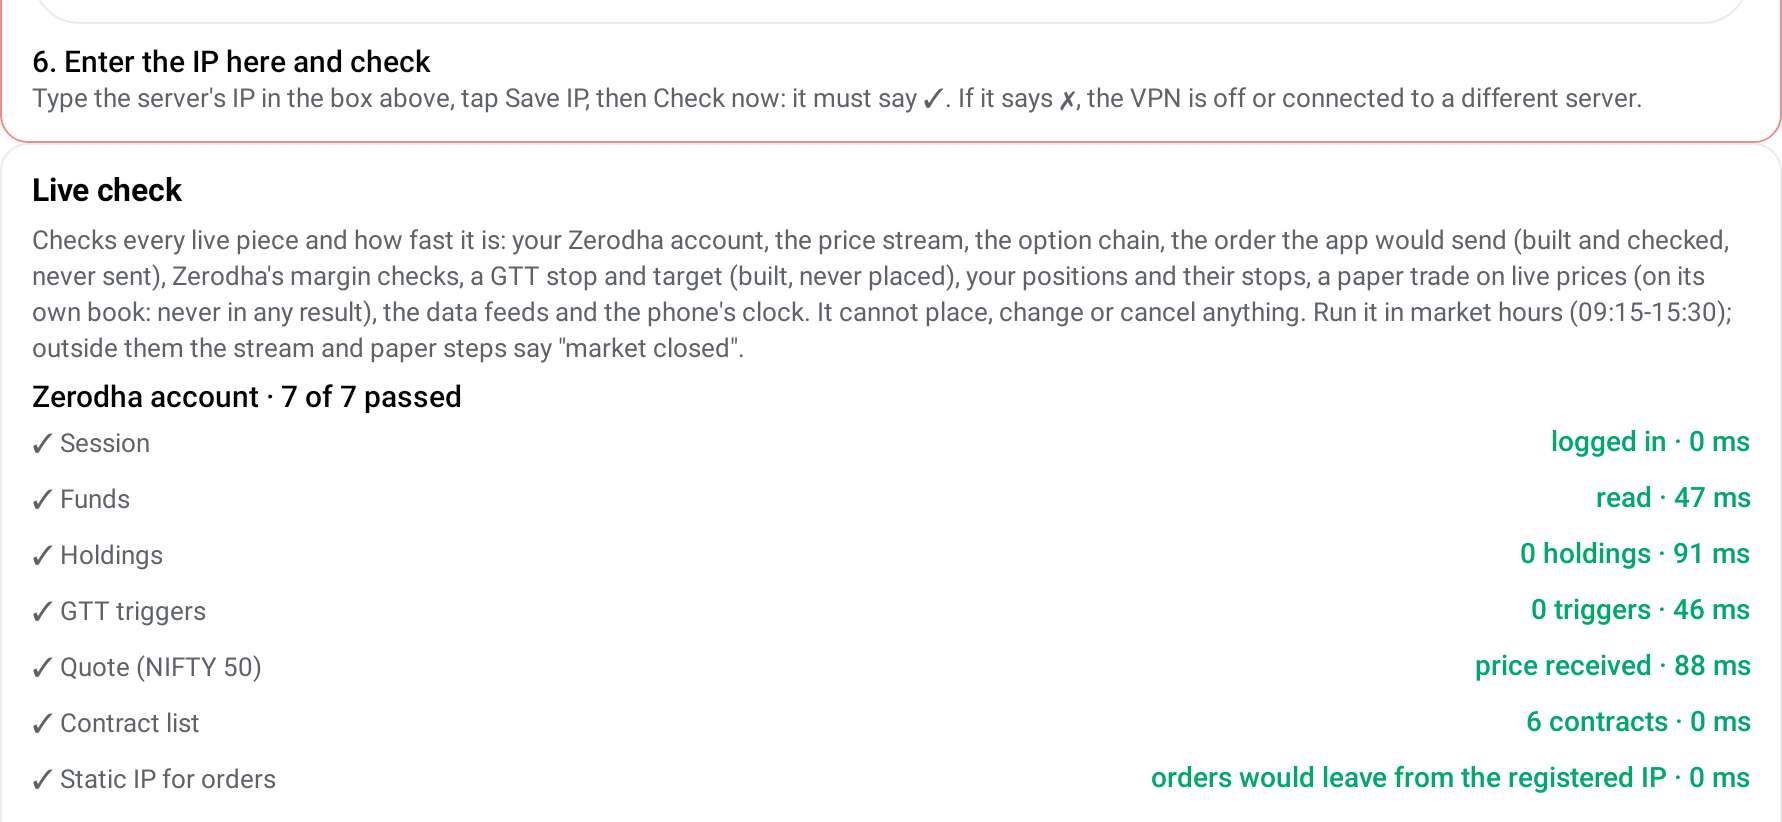 6. Enter the IP here and check
Type the server's IP in the box above, tap Save IP, then Check now: it must say ✓. If it says ✗, the VPN is off or connected to a different server.
Live check
Checks every live piece and how fast it is: your Zerodha account, the price stream, the option chain, the order the app would send (built and checked,
never sent), Zerodha's margin checks, a GTT stop and target (built, never placed), your positions and their stops, a paper trade on live prices (on its
own book: never in any result), the data feeds and the phone's clock. It cannot place, change or cancel anything. Run it in market hours (09:15-15:30);
outside them the stream and paper steps say "market closed".
Zerodha account · 7 of 7 passed
✓ Session logged in · 0 ms
✓ Funds read · 47 ms
✓ Holdings 0 holdings · 91 ms
✓ GTT triggers 0 triggers · 46 ms
✓ Quote (NIFTY 50) price received · 88 ms
✓ Contract list 6 contracts · 0 ms
✓ Static IP for orders orders would leave from the registered IP · 0 ms